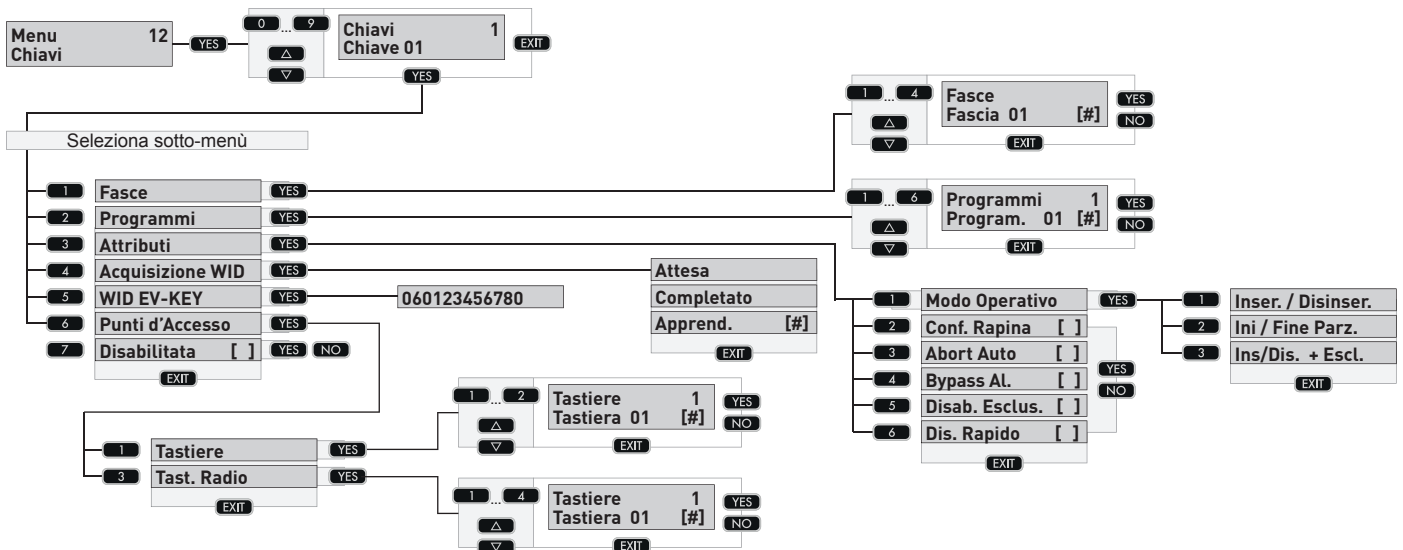 Menu 12
Chiavi
YES
0 ... 9
Chiavi 1
Chiave 01
EXIT
YES
Seleziona sotto-menù
1 Fasce YES
2 Programmi YES
3 Attributi YES
4 Acquisizione WID YES
5 WID EV-KEY YES
6 Punti d'Accesso YES
7 Disabilitata [ ] YES NO
EXIT
060123456780
Attesa
Completato
Apprend. [#]
EXIT
1 ... 4
Fasce
Fascia 01 [#]
YES
NO
EXIT
1 ... 6
Programmi 1
Program. 01 [#]
YES
NO
EXIT
1 Modo Operativo YES
2 Conf. Rapina [ ]
3 Abort Auto [ ]
4 Bypass Al. [ ]
5 Disab. Esclus. [ ]
6 Dis. Rapido [ ]
YES
NO
EXIT
1 Inser. / Disinser.
2 Ini / Fine Parz.
3 Ins/Dis. + Escl.
EXIT
1 Tastiere YES
3 Tast. Radio YES
EXIT
1 ... 2
Tastiere 1
Tastiera 01 [#]
YES
NO
EXIT
1 ... 4
Tastiere 1
Tastiera 01 [#]
YES
NO
EXIT